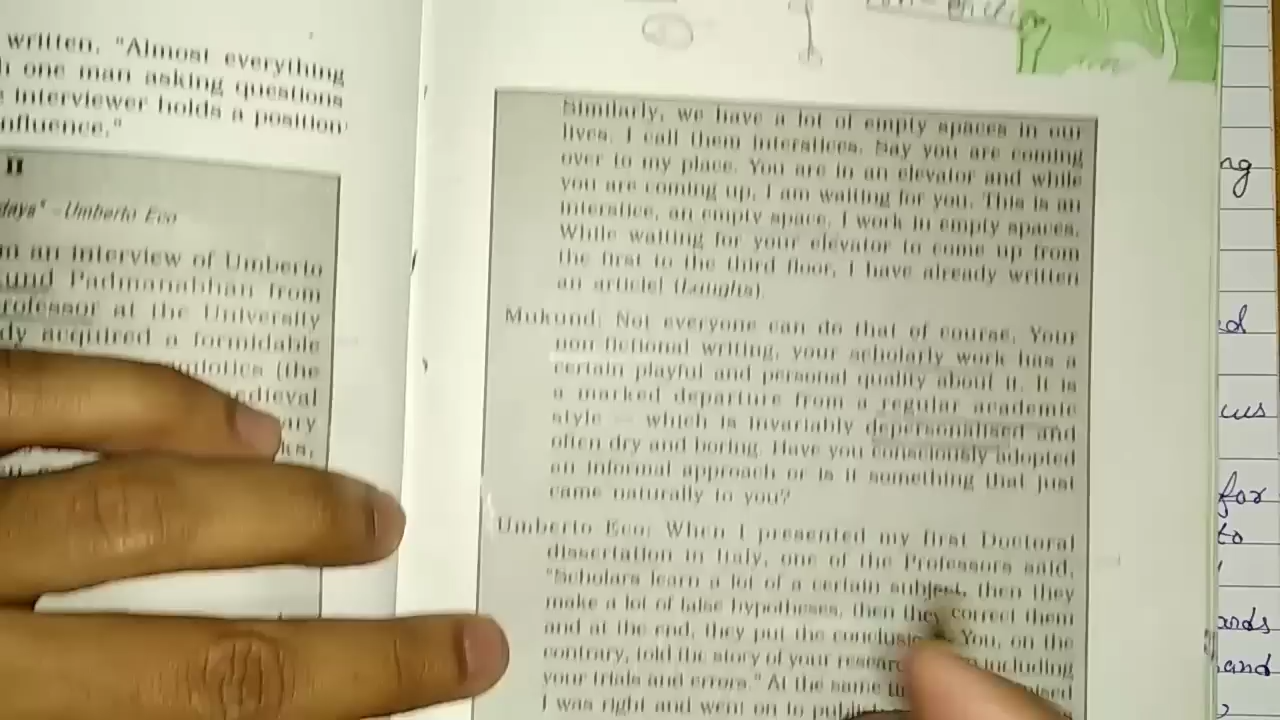 written, "Almost everything
one man asking questions
interviewer holds a position
nfluence."
II
days" –Umberto Eco
an interview of Umberto
und Padmanabhan from
rofessor at the University
dy acquired a formidable
(the
edieval
Similarly, we have a lot of empty spaces in our
lives. I call them interstices. Say you are coming
over to my place. You are in an elevator and while
you are coming up, I am waiting for you. This is an
interstice, an empty space. I work in empty spaces.
While waiting for your elevator to come up from
the first to the third floor, I have already written
an article! (Laughs).
Mukund: Not everyone can do that of course. Your
non-fictional writing, your scholarly work has a
certain playful and personal quality about it. It is
a marked departure from a regular academic
style — which is invariably depersonalised and
often dry and boring. Have you consciously adopted
an informal approach or is it something that just
came naturally to you?
Umberto Eco: When I presented my first Doctoral
dissertation in Italy, one of the Professors said,
"Scholars learn a lot of a certain subject, then they
make a lot of false hypotheses, then they correct them
and at the end, they put the conclusio You, on the
contrary, told the story of your resear including
your trials and errors." At the same
I was right and went on to publi
ng
us
for
to
and